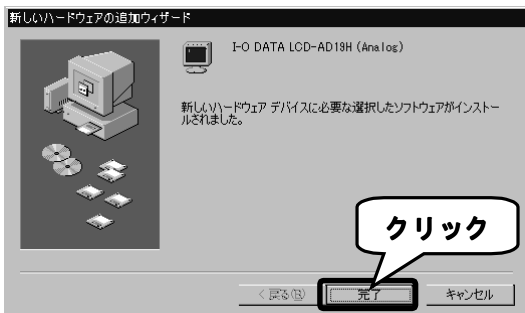 新しいハードウェアの追加ウィザード
I-O DATA LCD-AD19H (Analog)
新しいハードウェア デバイスに必要な選択したソフトウェアがインストー
ルされました。
クリック
< 戻る(B)
完了
キャンセル